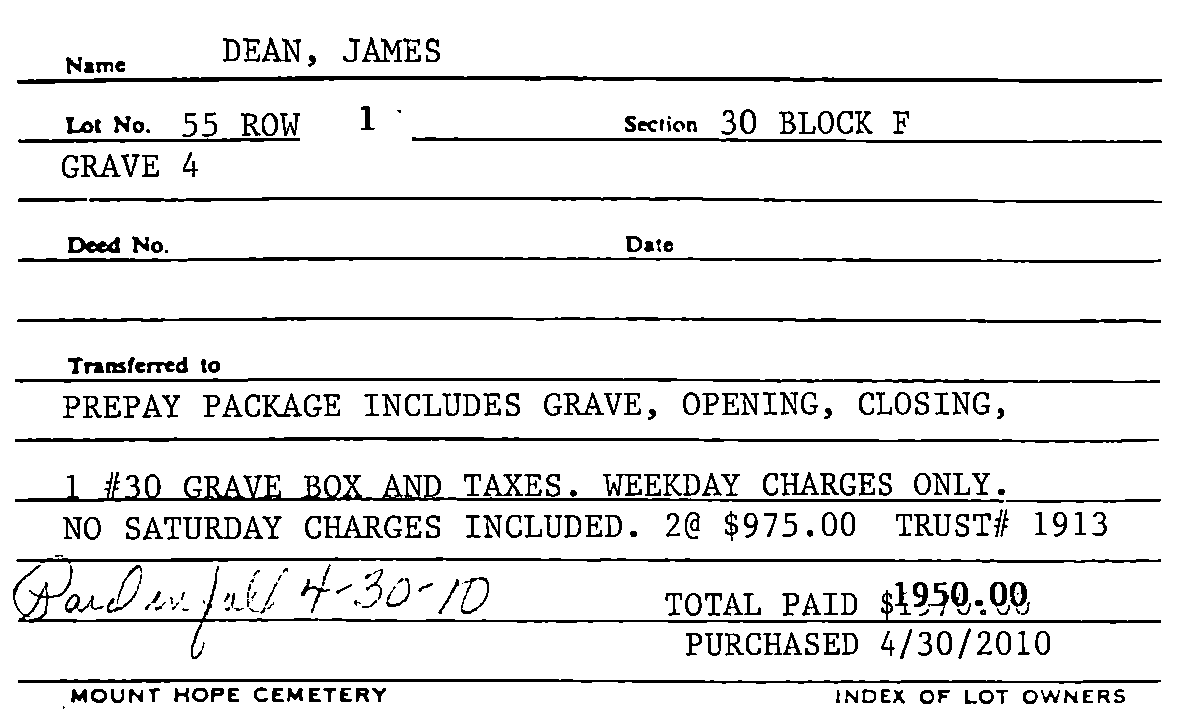 Name DEAN, JAMES
Lot No. 55 ROW 1 Section 30 BLOCK F
GRAVE 4
Deed No. Date
Transferred to
PREPAY PACKAGE INCLUDES GRAVE, OPENING, CLOSING,
1 #30 GRAVE BOX AND TAXES. WEEKDAY CHARGES ONLY.
NO SATURDAY CHARGES INCLUDED. 2@ $975.00 TRUST# 1913
Paid in full 4-30-10 TOTAL PAID $1950.00
PURCHASED 4/30/2010
MOUNT HOPE CEMETERY INDEX OF LOT OWNERS